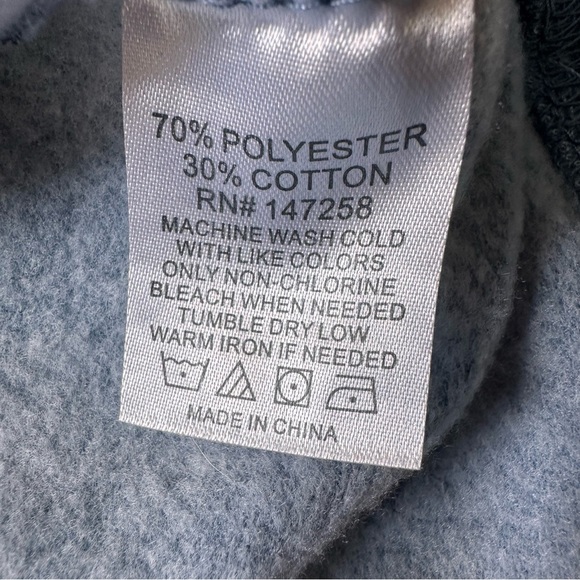 70% POLYESTER
30% COTTON
RN# 147258
MACHINE WASH COLD
WITH LIKE COLORS
ONLY NON-CHLORINE
BLEACH WHEN NEEDED
TUMBLE DRY LOW
WARM IRON IF NEEDED
MADE IN CHINA